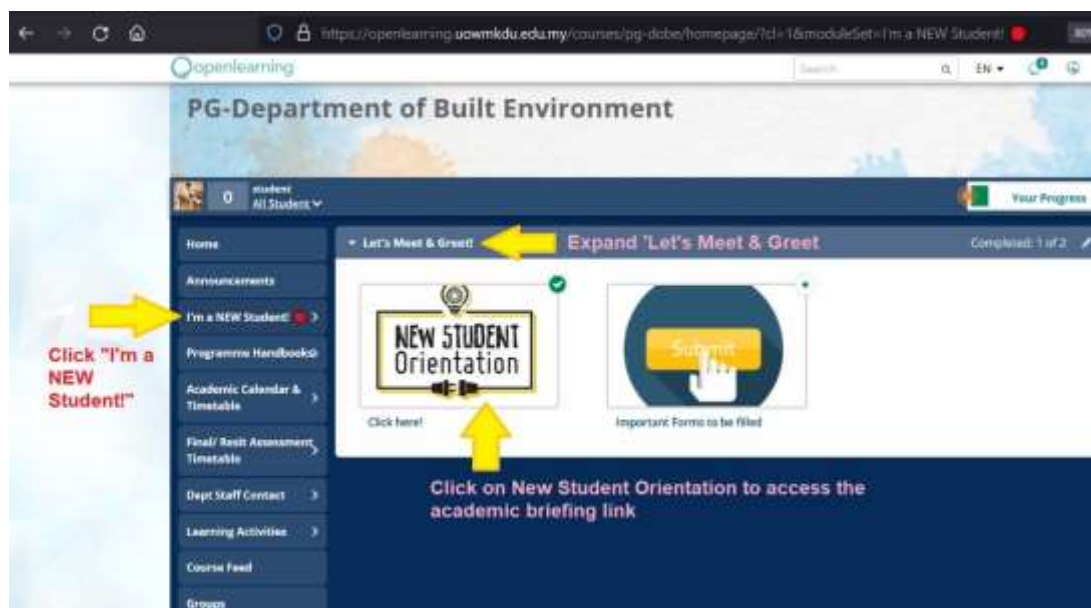 https://openlearning.uowmkdu.edu.my/courses/pg-dobe/homepage/?cl=1&moduleSet=I'm a NEW Student!
openlearning
Search
EN
PG-Department of Built Environment
0
student
All Student
Your Progress
Home
Let's Meet & Greet!
Expand 'Let's Meet & Greet
Completed: 1 of 2
Announcements
I'm a NEW Student!
Click "I'm a
NEW
Student!"
Programme Handbooks
Academic Calendar &
Timetable
Final/ Resit Assessment
Timetable
Dept Staff Contact
Learning Activities
Course Feed
Groups
NEW STUDENT
Orientation
Click here!
Submit
Important Forms to be filled
Click on New Student Orientation to access the
academic briefing link